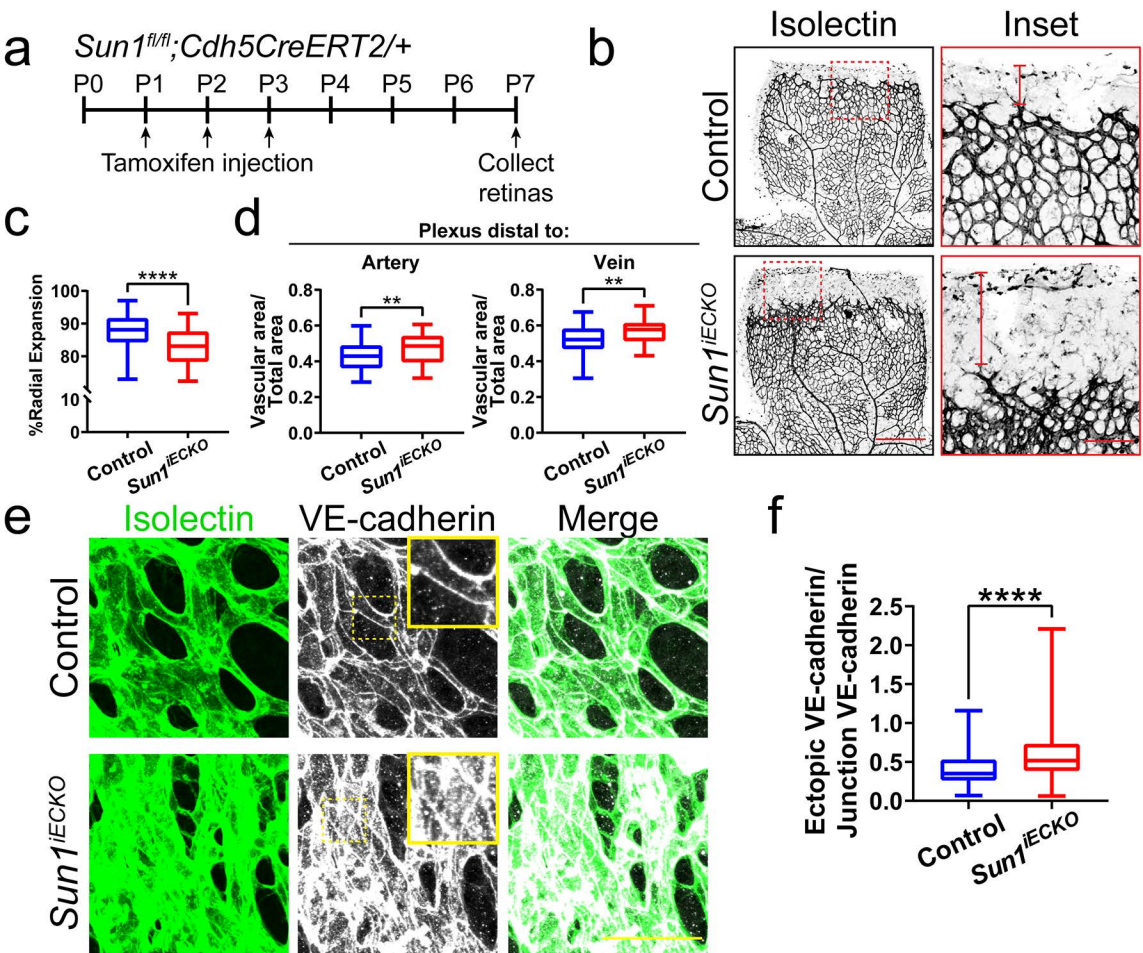 a
Sun1fl/fl;Cdh5CreERT2/+
P0 P1 P2 P3 P4 P5 P6 P7
Tamoxifen injection
Collect
retinas
b
Isolectin
Inset
Control
Sun1iECKO
c
%Radial Expansion
100
90
80
10
0
****
Control
Sun1iECKO
d
Plexus distal to:
Artery
Vascular area/
Total area
0.8
0.6
0.4
0.2
0.0
**
Control
Sun1iECKO
Vein
Vascular area/
Total area
0.8
0.6
0.4
0.2
0.0
**
Control
Sun1iECKO
e
Isolectin
VE-cadherin
Merge
Control
Sun1iECKO
f
Ectopic VE-cadherin/
Junction VE-cadherin
2.5
2.0
1.5
1.0
0.5
0.0
****
Control
Sun1iECKO